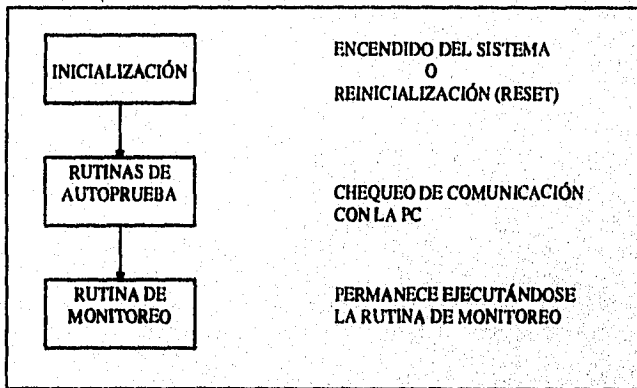 INICIALIZACIÓN
ENCENDIDO DEL SISTEMA
O
REINICIALIZACIÓN (RESET)
RUTINAS DE
AUTOPRUEBA
CHEQUEO DE COMUNICACIÓN
CON LA PC
RUTINA DE
MONITOREO
PERMANECE EJECUTÁNDOSE
LA RUTINA DE MONITOREO